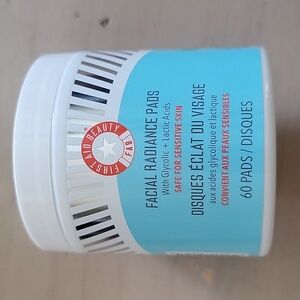 FIRST AID BEAUTY
FAB
FACIAL RADIANCE PADS
With Glycolic + Lactic Acids
SAFE FOR SENSITIVE SKIN
DISQUES ÉCLAT DU VISAGE
aux acides glycolique et lactique
CONVIENT AUX PEAUX SENSIBLES
60 PADS / DISQUES